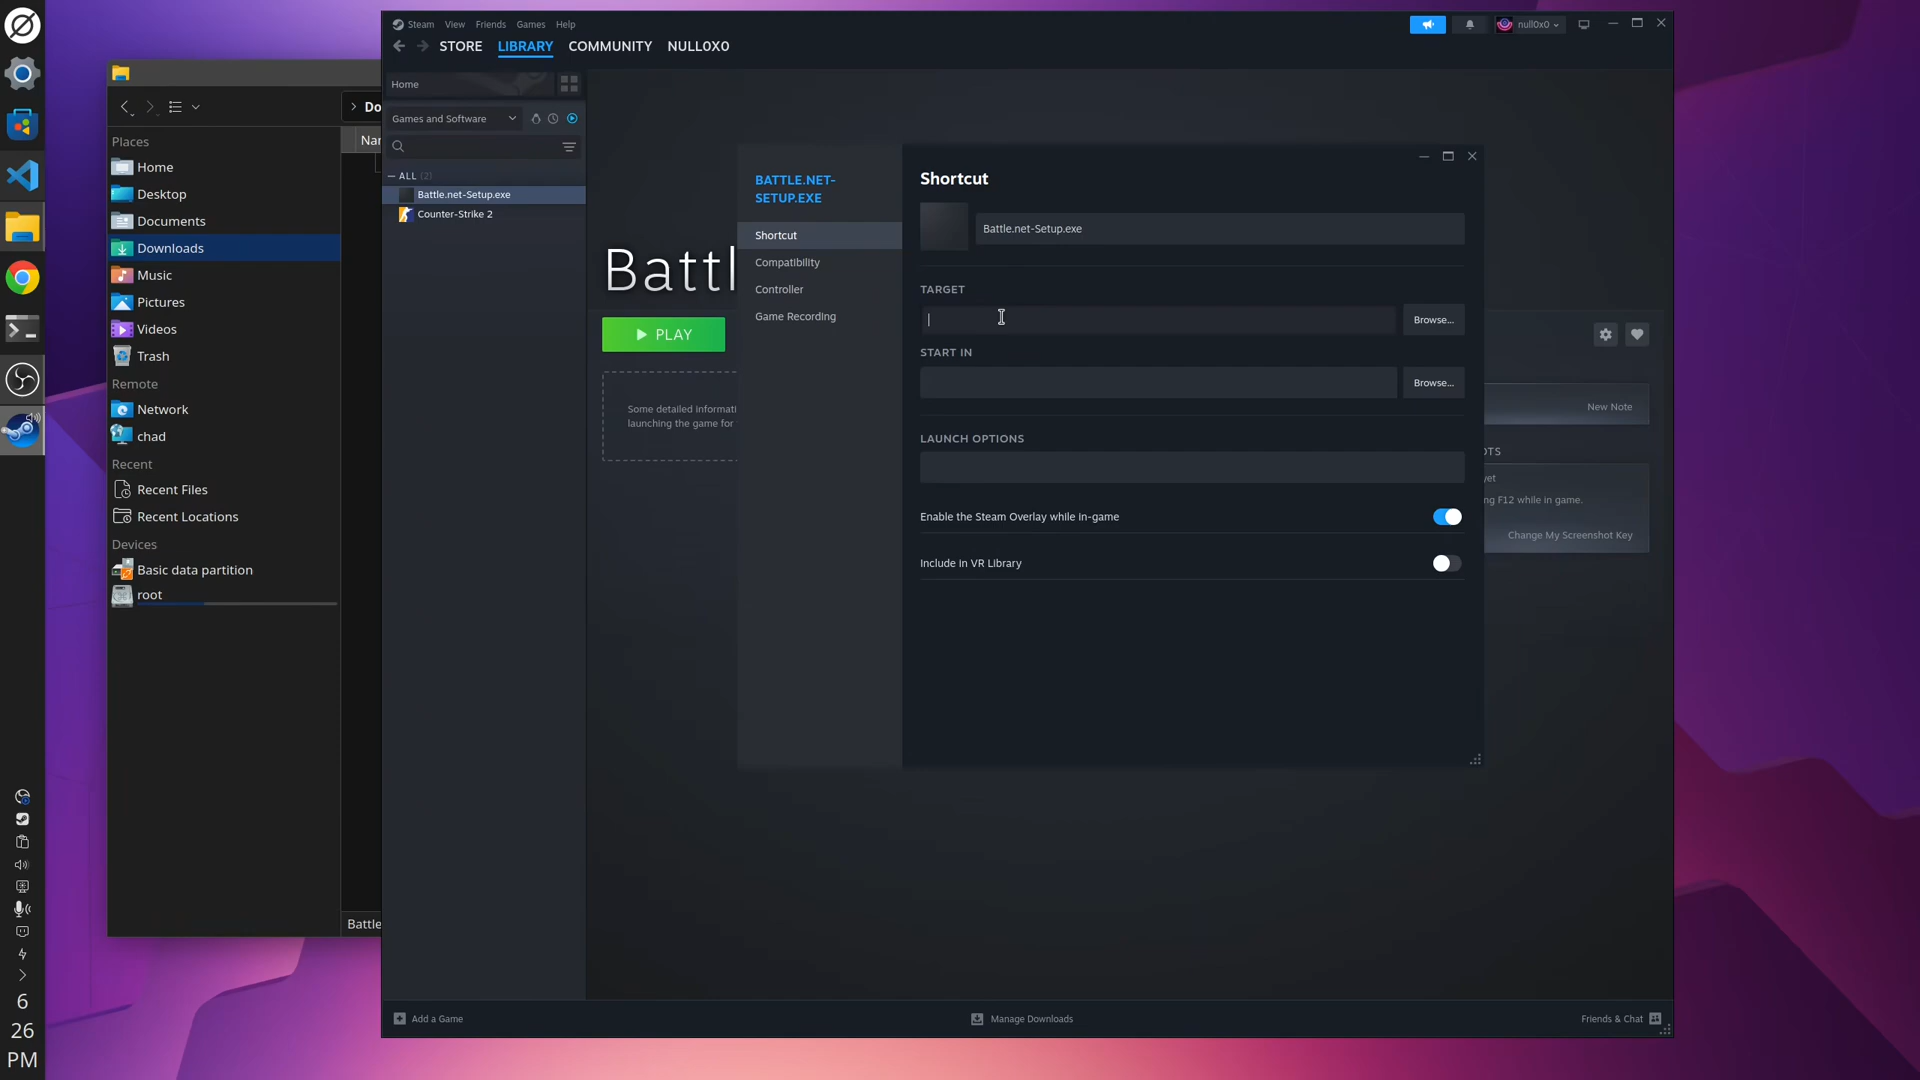 Steam View Friends Games Help
null0x0
STORE LIBRARY COMMUNITY NULL0X0
Home
Games and Software
ALL (2)
Battle.net-Setup.exe
Counter-Strike 2
Places
Home
Desktop
Documents
Downloads
Music
Pictures
Videos
Trash
Remote
Network
chad
Recent
Recent Files
Recent Locations
Devices
Basic data partition
root
Do
Nar
Battle
Battl
PLAY
Some detailed informati
launching the game for
BATTLE.NET-
SETUP.EXE
Shortcut
Compatibility
Controller
Game Recording
Shortcut
Battle.net-Setup.exe
TARGET
Browse...
START IN
Browse...
LAUNCH OPTIONS
Enable the Steam Overlay while in-game
Include in VR Library
New Note
OTS
yet
ng F12 while in game.
Change My Screenshot Key
Add a Game
Manage Downloads
Friends & Chat
6
26
PM